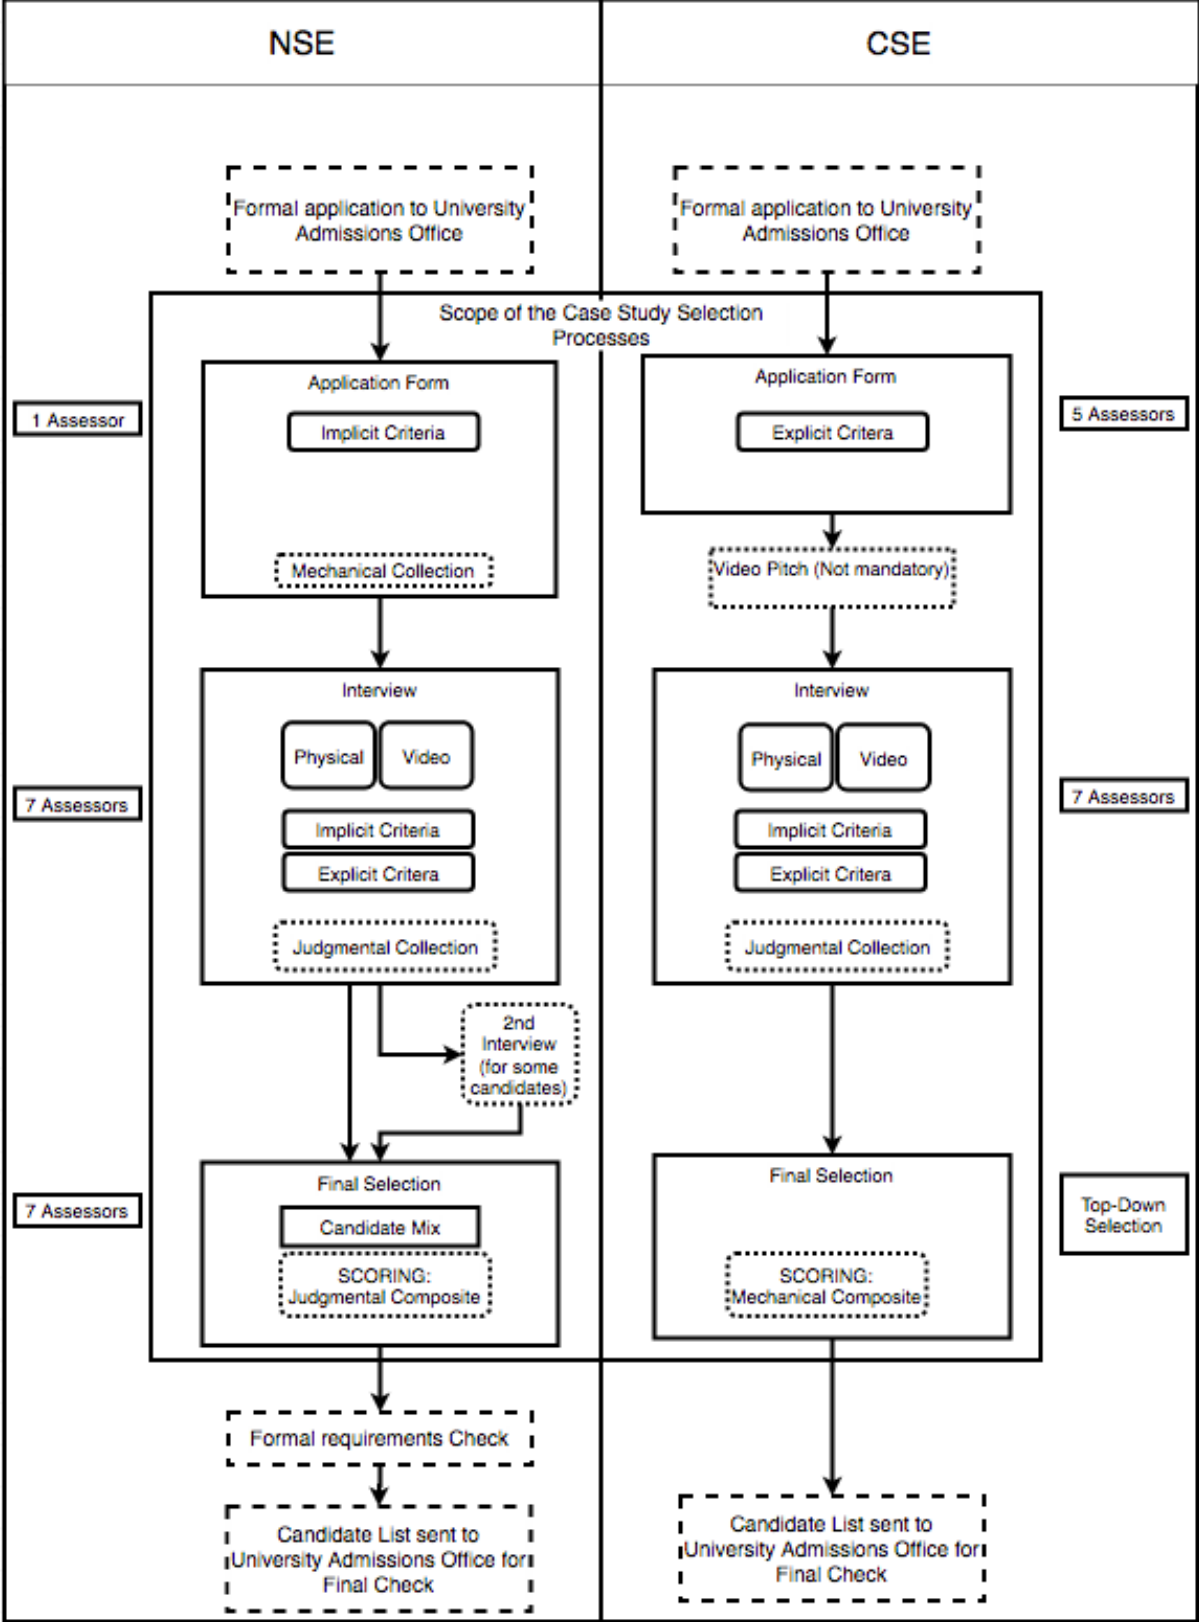 NSE
CSE
Formal application to University
Admissions Office
Formal application to University
Admissions Office
Scope of the Case Study Selection
Processes
Application Form
Implicit Criteria
Mechanical Collection
1 Assessor
Application Form
Explicit Critera
5 Assessors
Video Pitch (Not mandatory)
Interview
Physical
Video
Implicit Criteria
Explicit Critera
Judgmental Collection
7 Assessors
Interview
Physical
Video
Implicit Criteria
Explicit Critera
Judgmental Collection
7 Assessors
2nd
Interview
(for some
candidates)
Final Selection
Candidate Mix
SCORING:
Judgmental Composite
7 Assessors
Final Selection
SCORING:
Mechanical Composite
Top-Down
Selection
Formal requirements Check
Candidate List sent to
University Admissions Office for
Final Check
Candidate List sent to
University Admissions Office for
Final Check